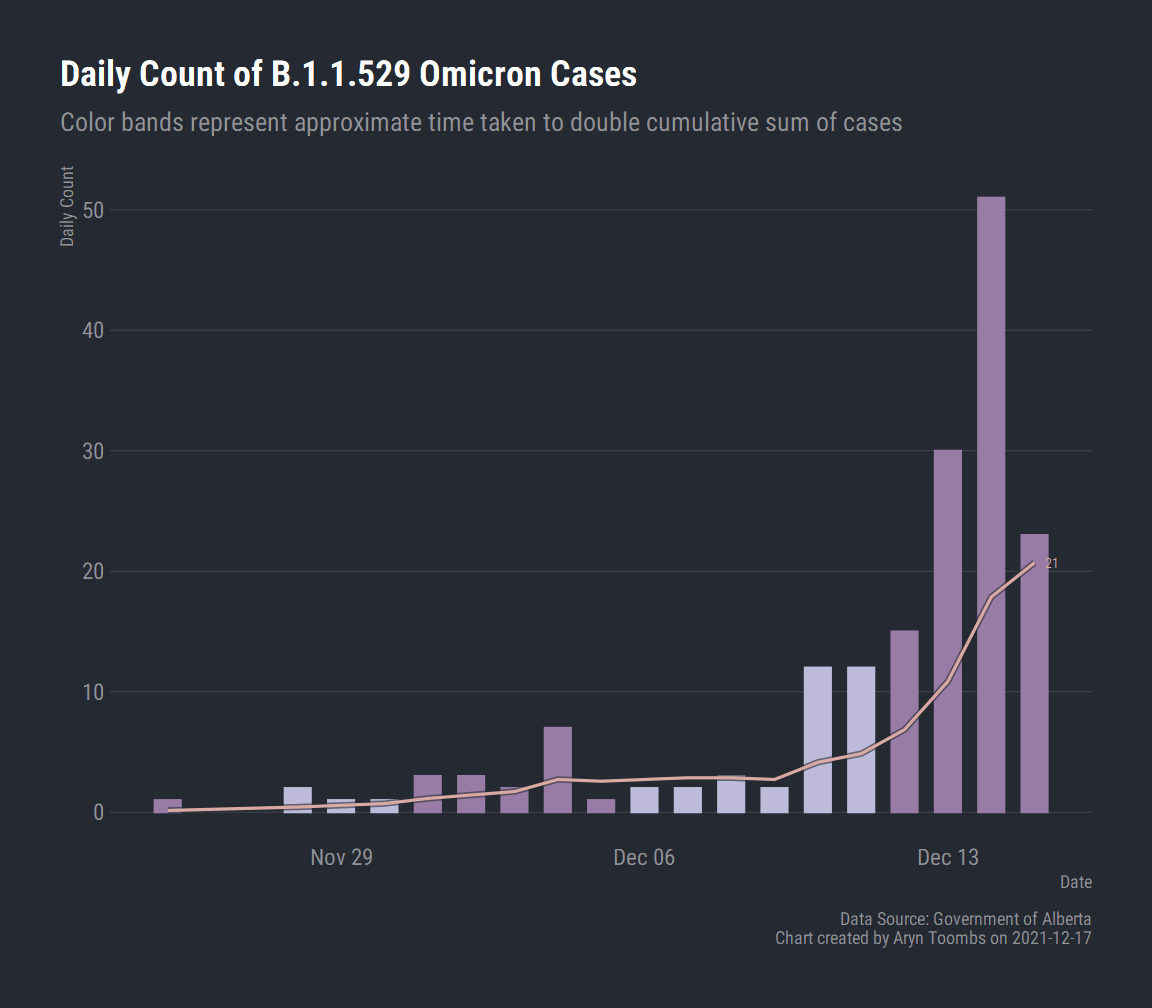 Daily Count of B.1.1.529 Omicron Cases
Color bands represent approximate time taken to double cumulative sum of cases
Daily Count
50
40
30
20
10
0
21
Nov 29
Dec 06
Dec 13
Date
Data Source: Government of Alberta
Chart created by Aryn Toombs on 2021-12-17